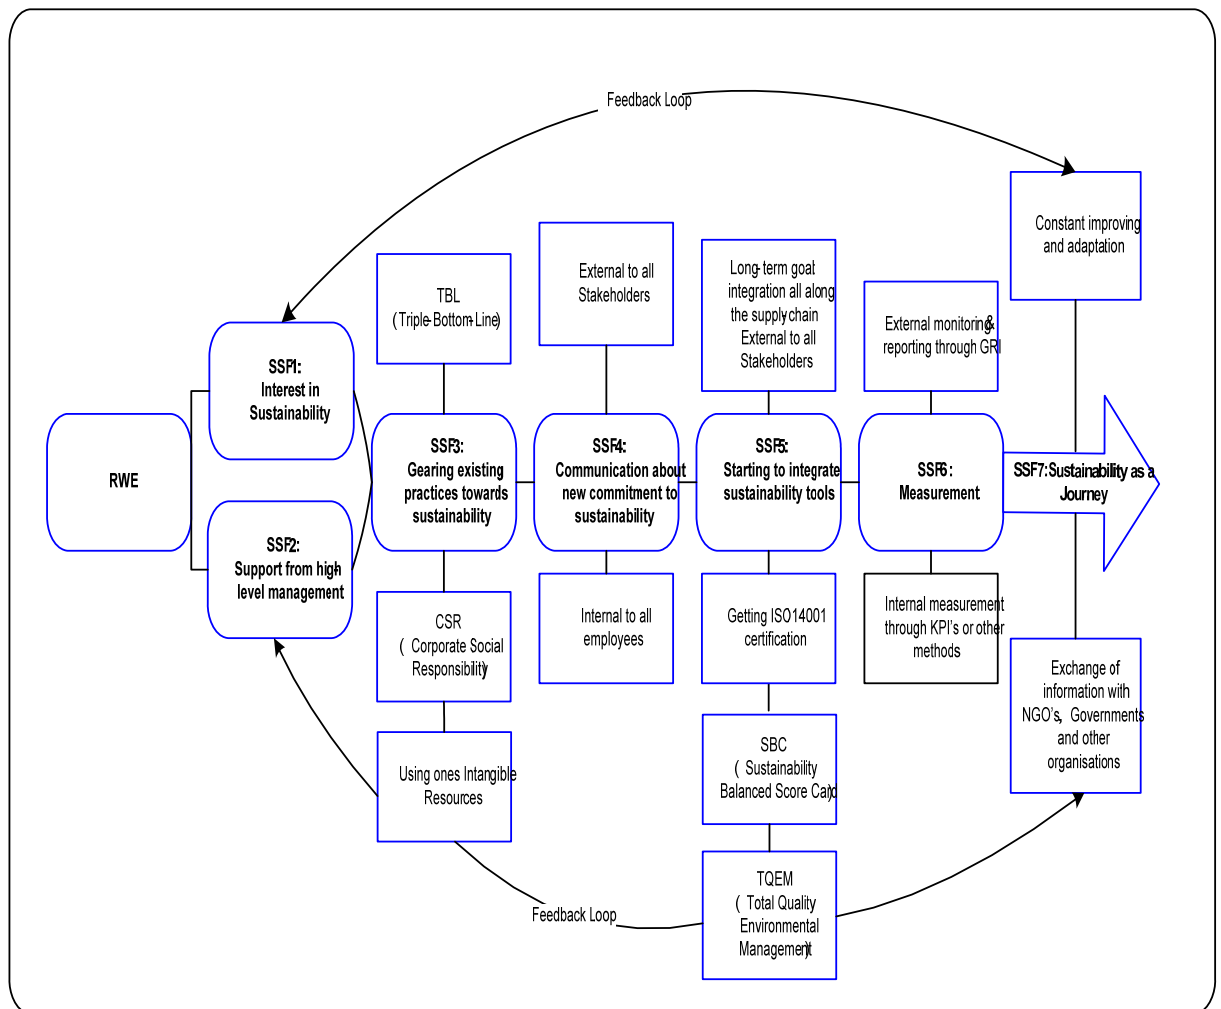 Feedback Loop
Constant improving
and adaptation
External to all
Stakeholders
Long-term goat
integration all along
the supply-chain
External to all
Stakeholders
TBL
(Triple-Bottom-Line)
External monitoring &
reporting through GRI
SSF1:
Interest in
Sustainability
RWE
SSF3:
Gearing existing
practices towards
sustainability
SSF4:
Communication about
new commitment to
sustainability
SSF5:
Starting to integrate
sustainability tools
SSF6:
Measurement
SSF7:Sustainability as a
Journey
SSF2:
Support from high-
level management
CSR
( Corporate Social
Responsibility)
Internal to all
employees
Getting ISO14001
certification
Internal measurement
through KPI's or other
methods
Exchange of
information with
NGO's, Governments
and other
organisations
Using ones Intangible
Resources
SBC
( Sustainability
Balanced Score Card)
TQEM
( Total Quality
Environmental
Management)
Feedback Loop